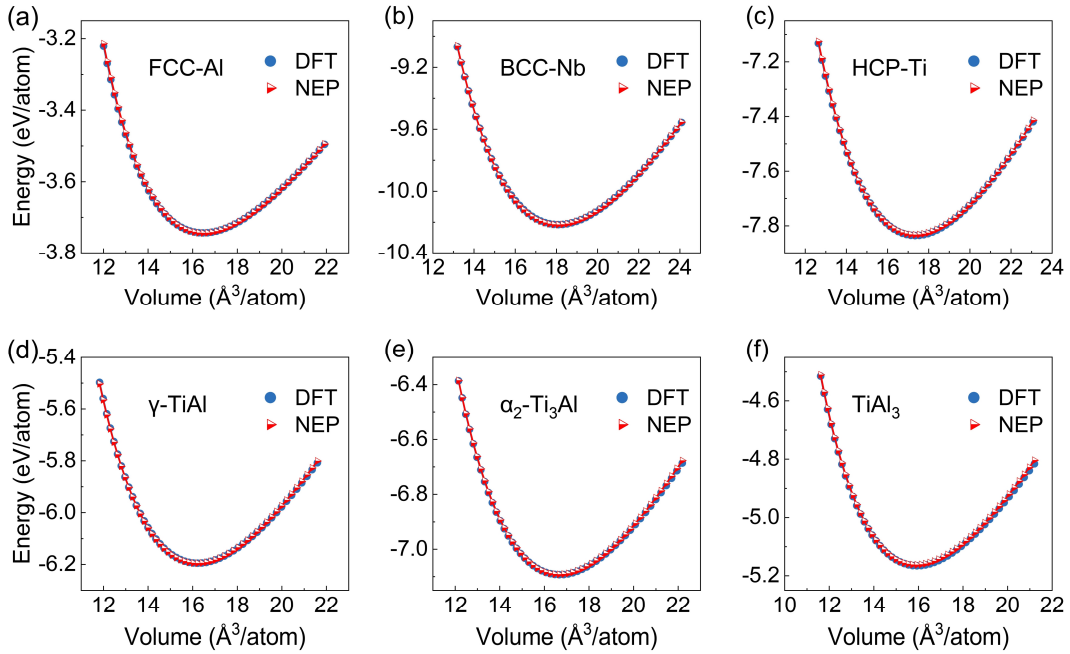 (a)
-3.2
-3.4
-3.6
-3.8
Energy (eV/atom)
FCC-Al
DFT
NEP
12 14 16 18 20 22
Volume (Å³/atom)
(b)
-9.2
-9.6
-10.0
-10.4
BCC-Nb
DFT
NEP
12 14 16 18 20 22 24
Volume (Å³/atom)
(c)
-7.2
-7.4
-7.6
-7.8
HCP-Ti
DFT
NEP
12 14 16 18 20 22 24
Volume (Å³/atom)
(d)
-5.4
-5.6
-5.8
-6.0
-6.2
Energy (eV/atom)
γ-TiAl
DFT
NEP
12 14 16 18 20 22
Volume (Å³/atom)
(e)
-6.4
-6.6
-6.8
-7.0
α₂-Ti₃Al
DFT
NEP
10 12 14 16 18 20 22
Volume (Å³/atom)
(f)
-4.6
-4.8
-5.0
-5.2
TiAl₃
DFT
NEP
10 12 14 16 18 20 22
Volume (Å³/atom)